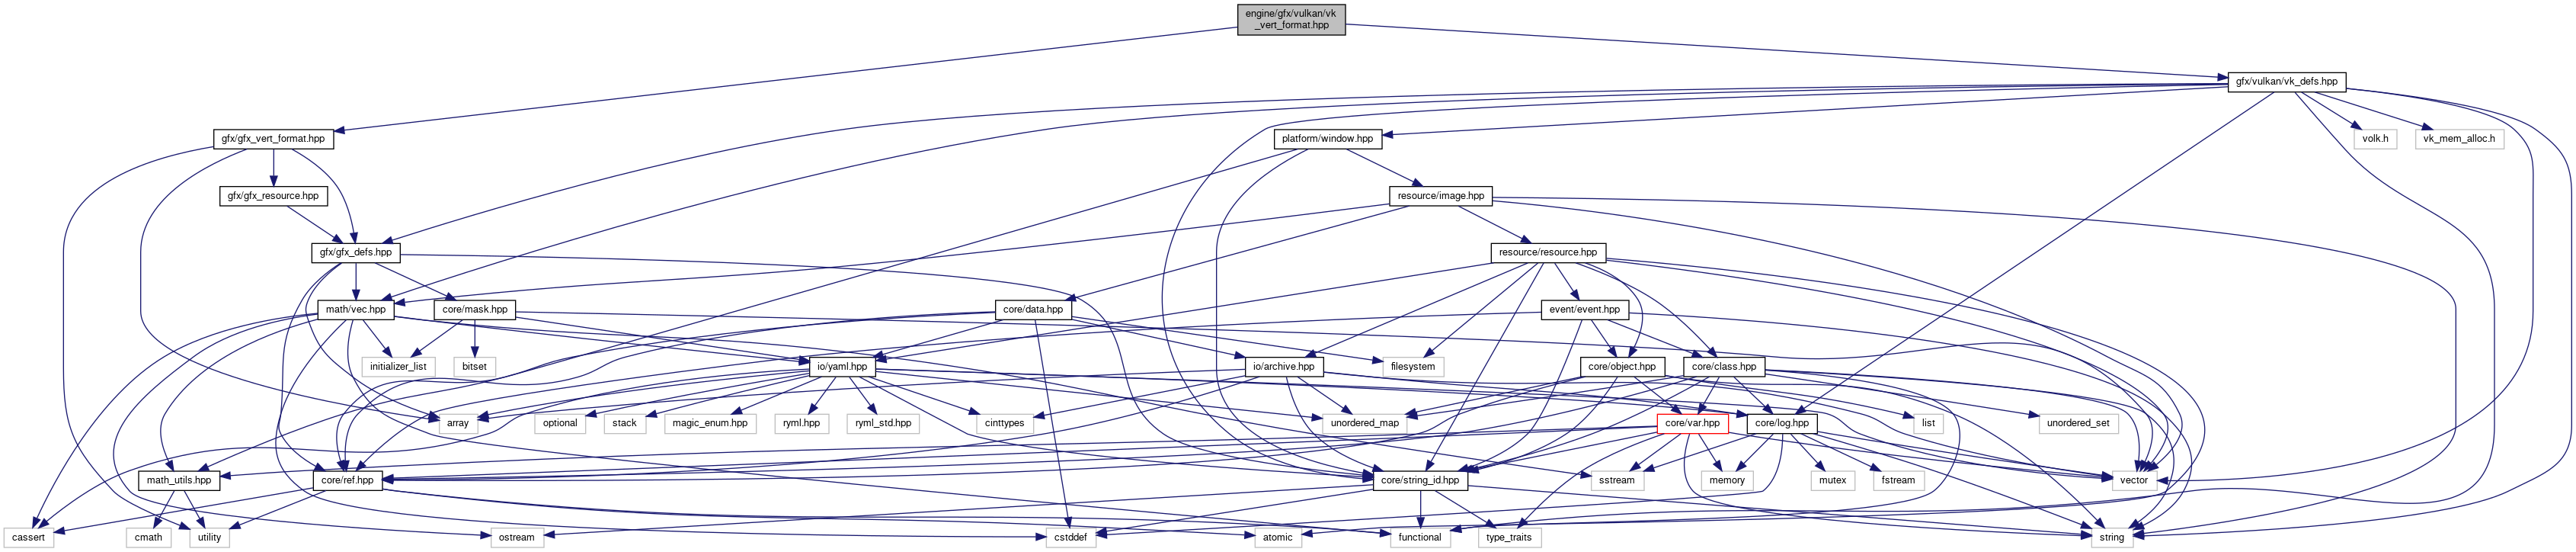 engine/gfx/vulkan/vk
_vert_format.hpp
gfx/vulkan/vk_defs.hpp
gfx/gfx_vert_format.hpp
platform/window.hpp
volk.h
vk_mem_alloc.h
gfx/gfx_resource.hpp
resource/image.hpp
gfx/gfx_defs.hpp
resource/resource.hpp
math/vec.hpp
core/mask.hpp
core/data.hpp
event/event.hpp
initializer_list
bitset
io/yaml.hpp
filesystem
io/archive.hpp
core/object.hpp
core/class.hpp
array
optional
stack
magic_enum.hpp
ryml.hpp
ryml_std.hpp
cinttypes
unordered_map
core/var.hpp
core/log.hpp
list
unordered_set
math_utils.hpp
core/ref.hpp
core/string_id.hpp
sstream
memory
mutex
fstream
vector
cassert
cmath
utility
ostream
cstddef
atomic
functional
type_traits
string